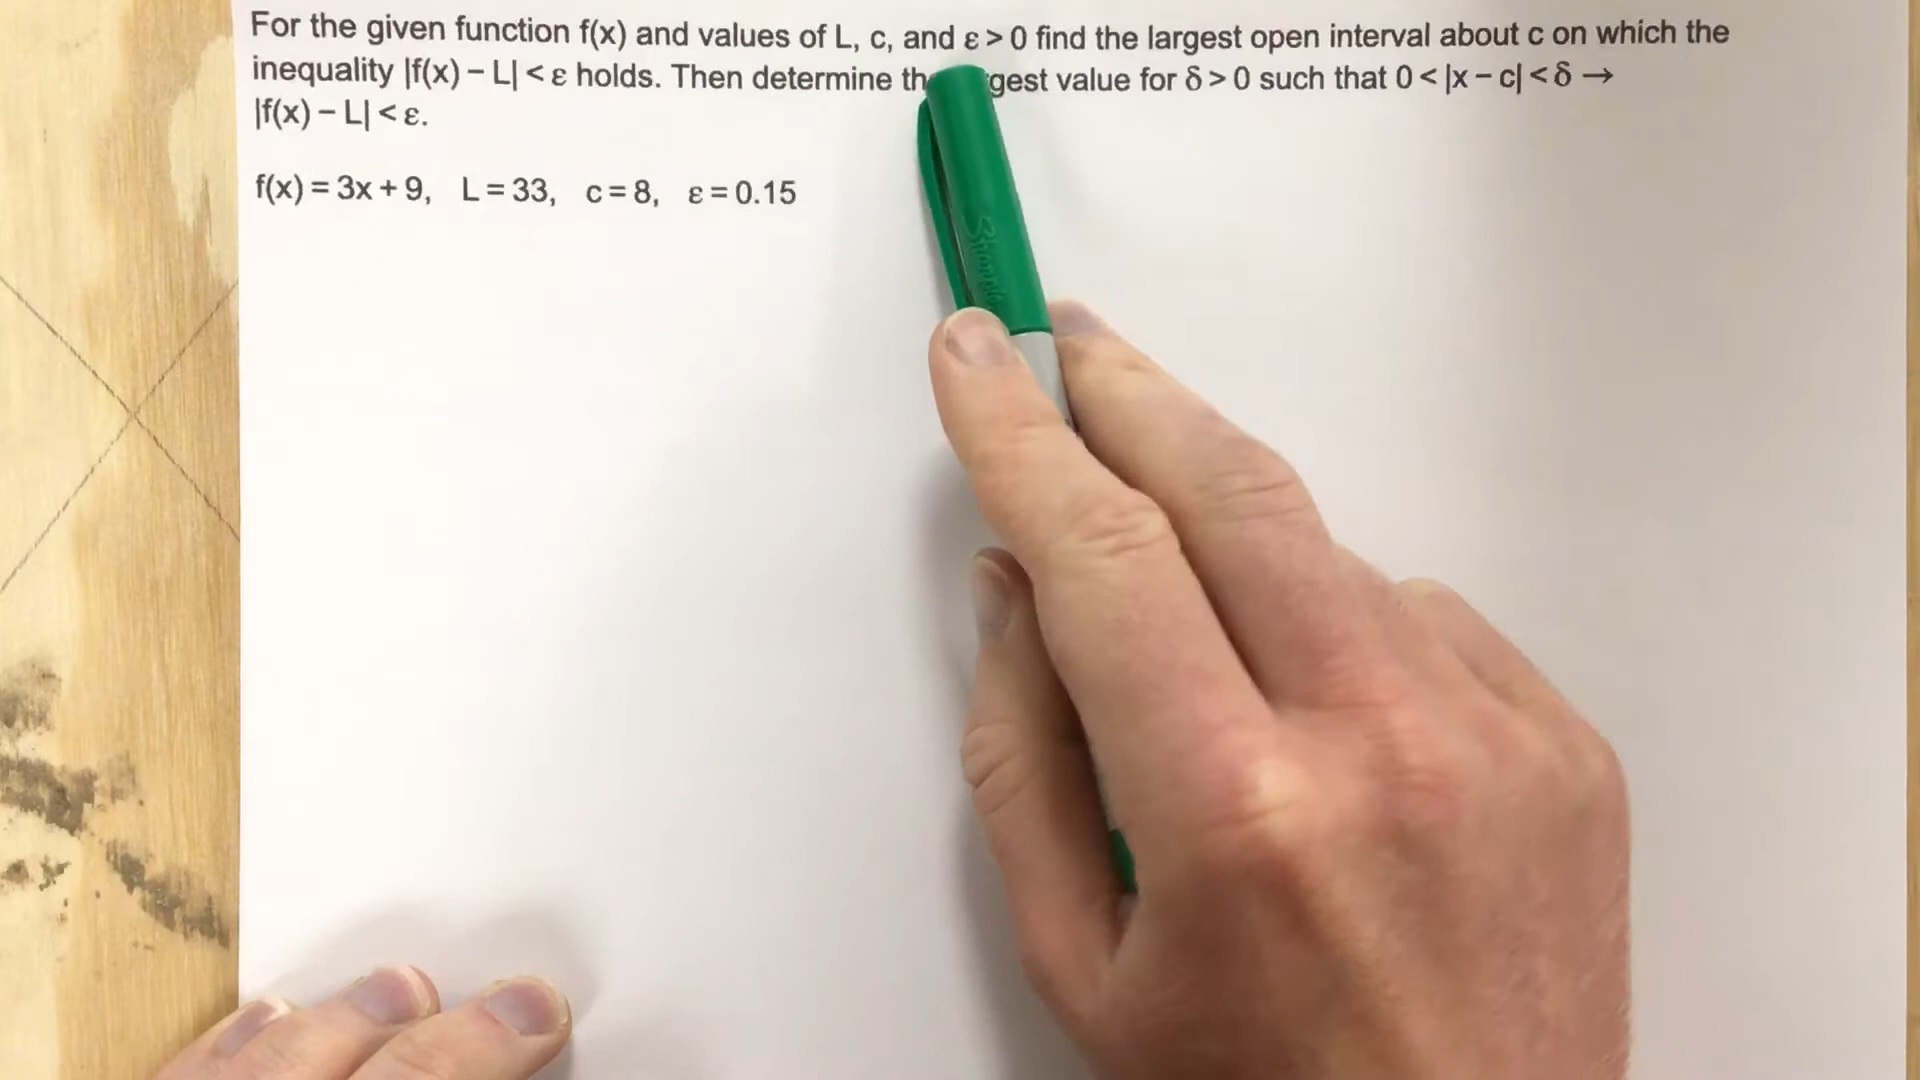 For the given function f(x) and values of L, c, and ε > 0 find the largest open interval about c on which the
inequality |f(x) − L| < ε holds. Then determine gest value for δ > 0 such that 0 < |x − c| < δ →
|f(x) − L| < ε.
f(x) = 3x + 9, L = 33, c = 8, ε = 0.15
Sharpie